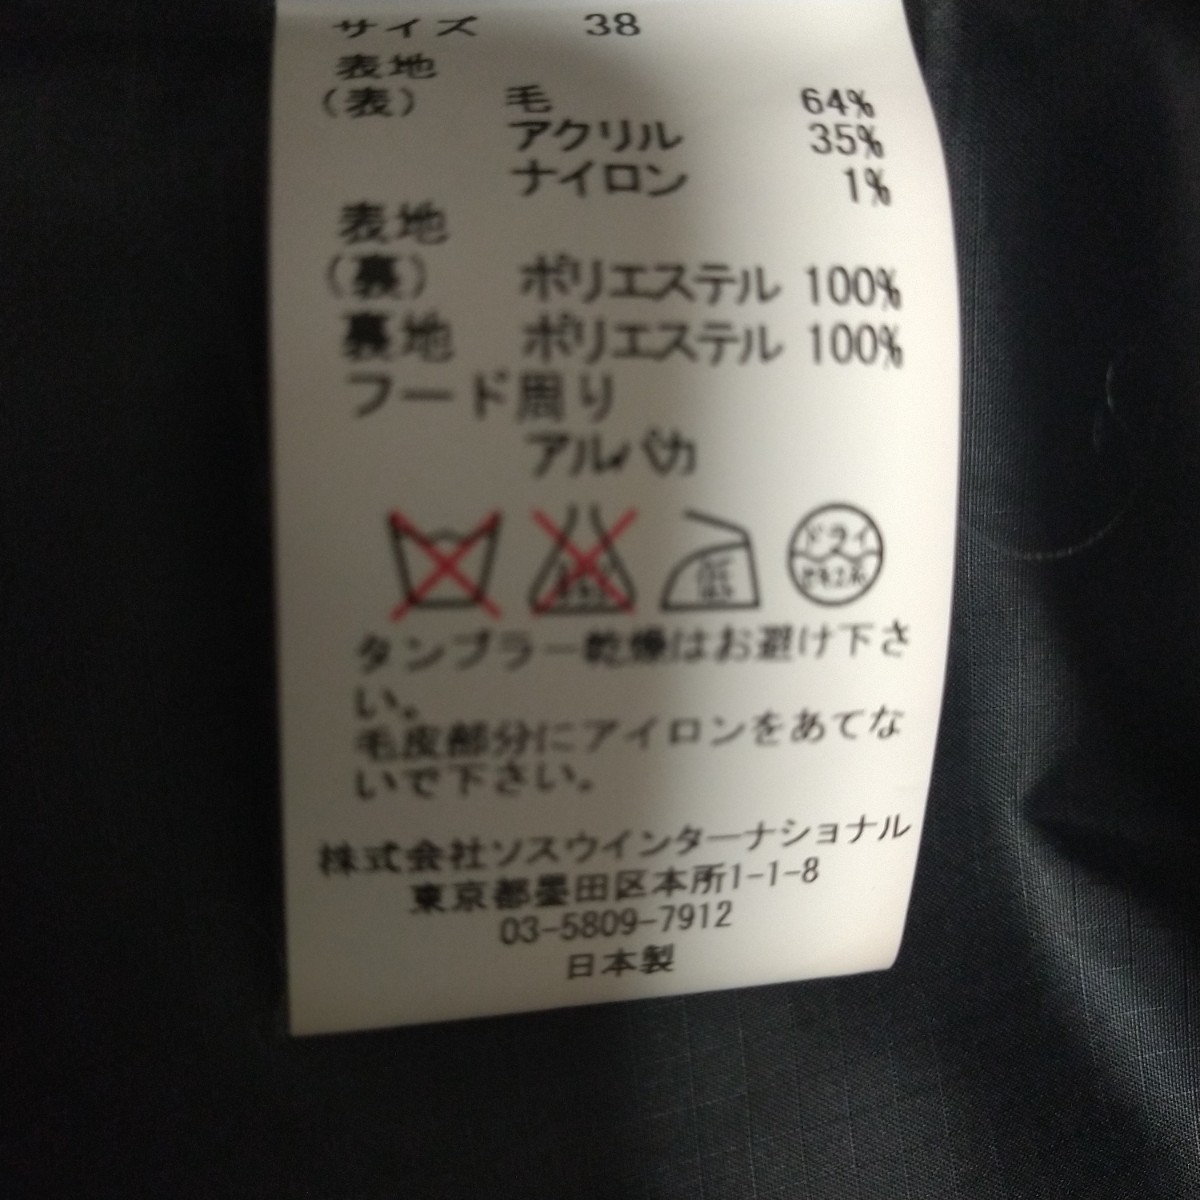 サイズ 38
表地
(表) 毛 64%
アクリル 35%
ナイロン 1%
表地
(裏) ポリエステル 100%
裏地 ポリエステル 100%
フード周り
アルパカ
ドライ
タンブラー乾燥はお避け下さ
い。
毛皮部分にアイロンをあてな
いで下さい。
株式会社ソスウインターナショナル
東京都墨田区本所1-1-8
03-5809-7912
日本製